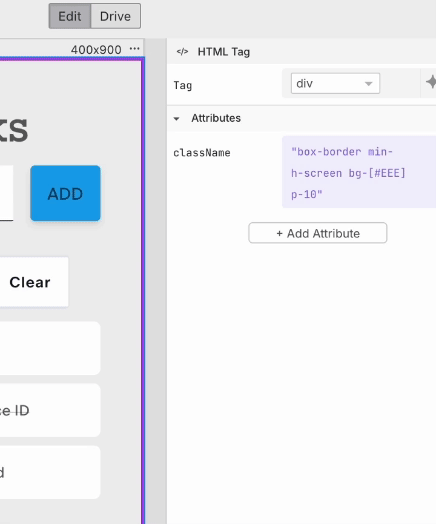 Edit Drive
400x900 ...
</> HTML Tag
Tag div
Attributes
className "box-border min-
h-screen bg-[#EEE]
p-10"
+ Add Attribute
ks
ADD
Clear
ce ID
d